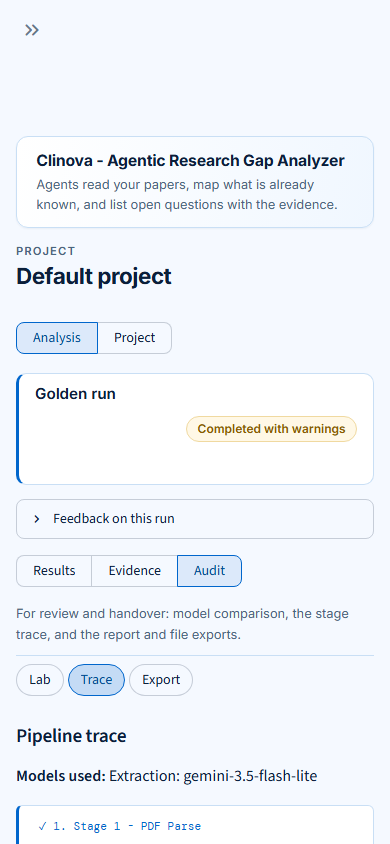 Clinova - Agentic Research Gap Analyzer
Agents read your papers, map what is already
known, and list open questions with the evidence.
PROJECT
Default project
Analysis
Project
Golden run
Completed with warnings
Feedback on this run
Results
Evidence
Audit
For review and handover: model comparison, the stage
trace, and the report and file exports.
Lab
Trace
Export
Pipeline trace
Models used: Extraction: gemini-3.5-flash-lite
✓ 1. Stage 1 - PDF Parse